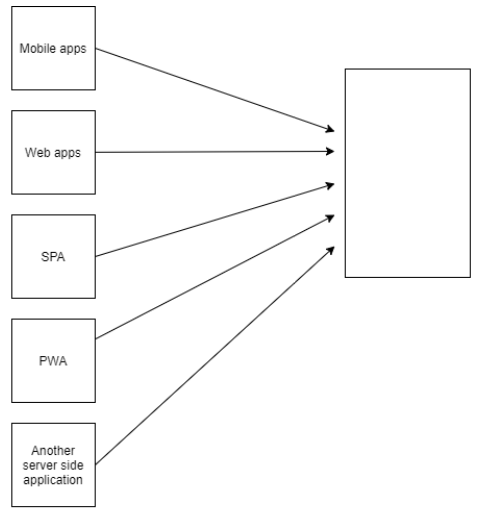 Mobile apps
Web apps
SPA
PWA
Another
server side
application